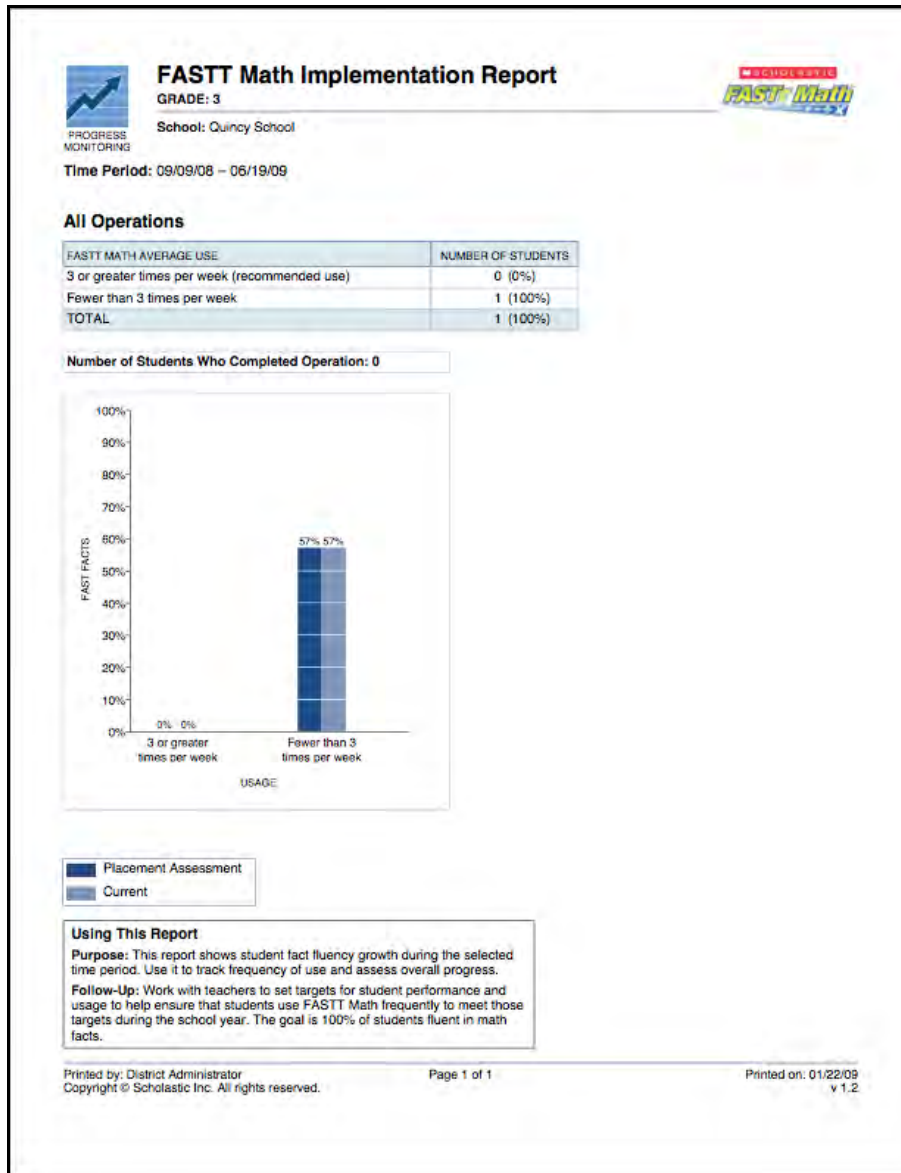 FASTT Math Implementation Report
GRADE: 3
SCHOLASTIC
FASTT Math
PROGRESS
MONITORING
School: Quincy School
Time Period: 09/09/08 – 06/19/09
All Operations
FASTT MATH AVERAGE USE NUMBER OF STUDENTS
3 or greater times per week (recommended use) 0 (0%)
Fewer than 3 times per week 1 (100%)
TOTAL 1 (100%)
Number of Students Who Completed Operation: 0
100%
90%
80%
70%
60%
50%
40%
30%
20%
10%
0%
FAST FACTS
57% 57%
0% 0%
3 or greater
times per week
Fewer than 3
times per week
USAGE
Placement Assessment
Current
Using This Report
Purpose: This report shows student fact fluency growth during the selected
time period. Use it to track frequency of use and assess overall progress.
Follow-Up: Work with teachers to set targets for student performance and
usage to help ensure that students use FASTT Math frequently to meet those
targets during the school year. The goal is 100% of students fluent in math
facts.
Printed by: District Administrator Page 1 of 1 Printed on: 01/22/09
Copyright © Scholastic Inc. All rights reserved. v 1.2